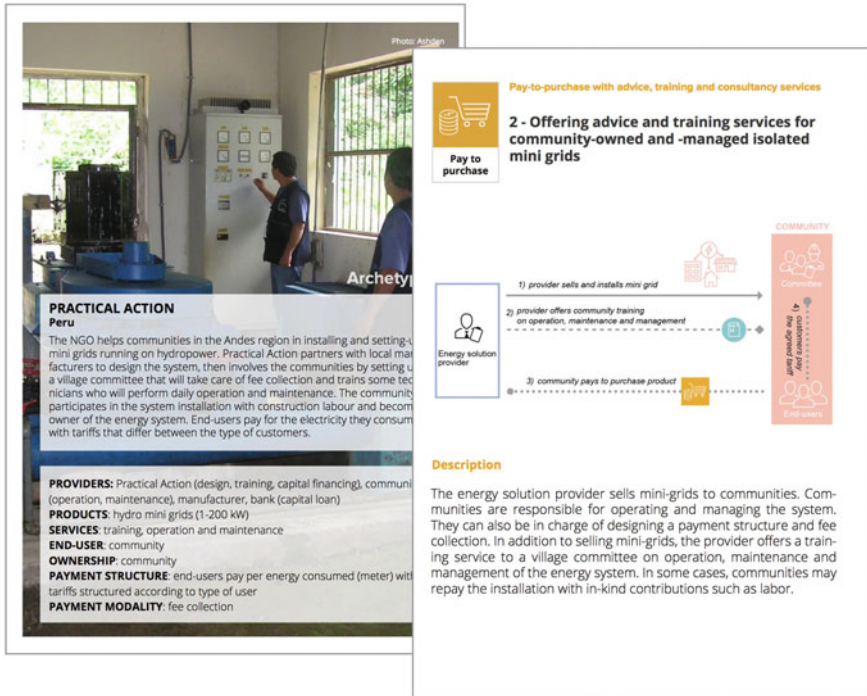 Photo: Ashden
Archetyp
PRACTICAL ACTION
Peru
The NGO helps communities in the Andes region in installing and setting-u
mini grids running on hydropower. Practical Action partners with local man
facturers to design the system, then involves the communities by setting u
a village committee that will take care of fee collection and trains some tec
nicians who will perform daily operation and maintenance. The community
participates in the system installation with construction labour and becom
owner of the energy system. End-users pay for the electricity they consum
with tariffs that differ between the type of customers.
PROVIDERS: Practical Action (design, training, capital financing), communi
(operation, maintenance), manufacturer, bank (capital loan)
PRODUCTS: hydro mini grids (1-200 kW)
SERVICES: training, operation and maintenance
END-USER: community
OWNERSHIP: community
PAYMENT STRUCTURE: end-users pay per energy consumed (meter) with
tariffs structured according to type of user
PAYMENT MODALITY: fee collection
Pay to
purchase
Pay-to-purchase with advice, training and consultancy services
2 - Offering advice and training services for
community-owned and -managed isolated
mini grids
COMMUNITY
Committee
1) provider sells and installs mini grid
2) provider offers community training
on operation, maintenance and management
Energy solution
provider
3) community pays to purchase product
4) customers pay
the agreed tariff
End-users
Description
The energy solution provider sells mini-grids to communities. Com-
munities are responsible for operating and managing the system.
They can also be in charge of designing a payment structure and fee
collection. In addition to selling mini-grids, the provider offers a train-
ing service to a village committee on operation, maintenance and
management of the energy system. In some cases, communities may
repay the installation with in-kind contributions such as labor.